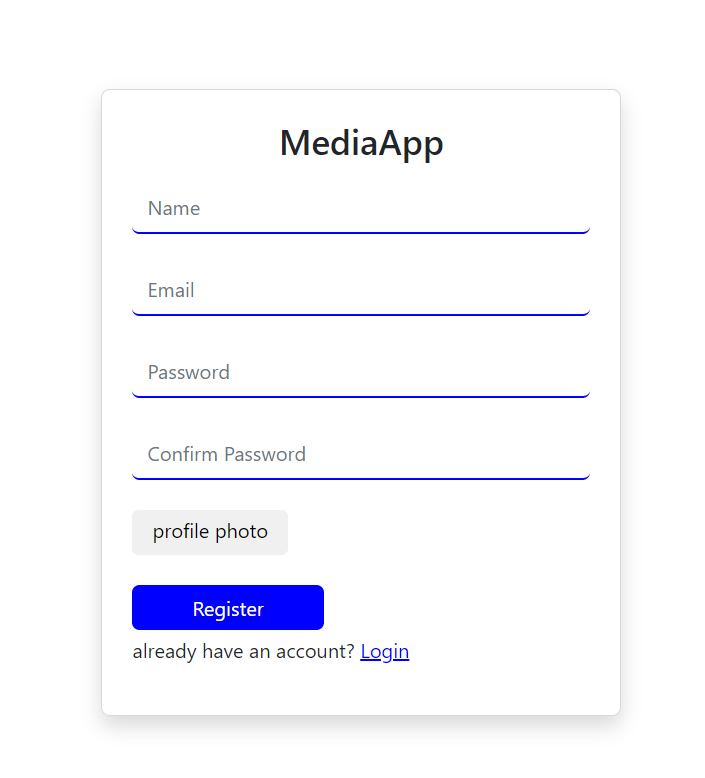 MediaApp
Name
Email
Password
Confirm Password
profile photo
Register
already have an account? Login